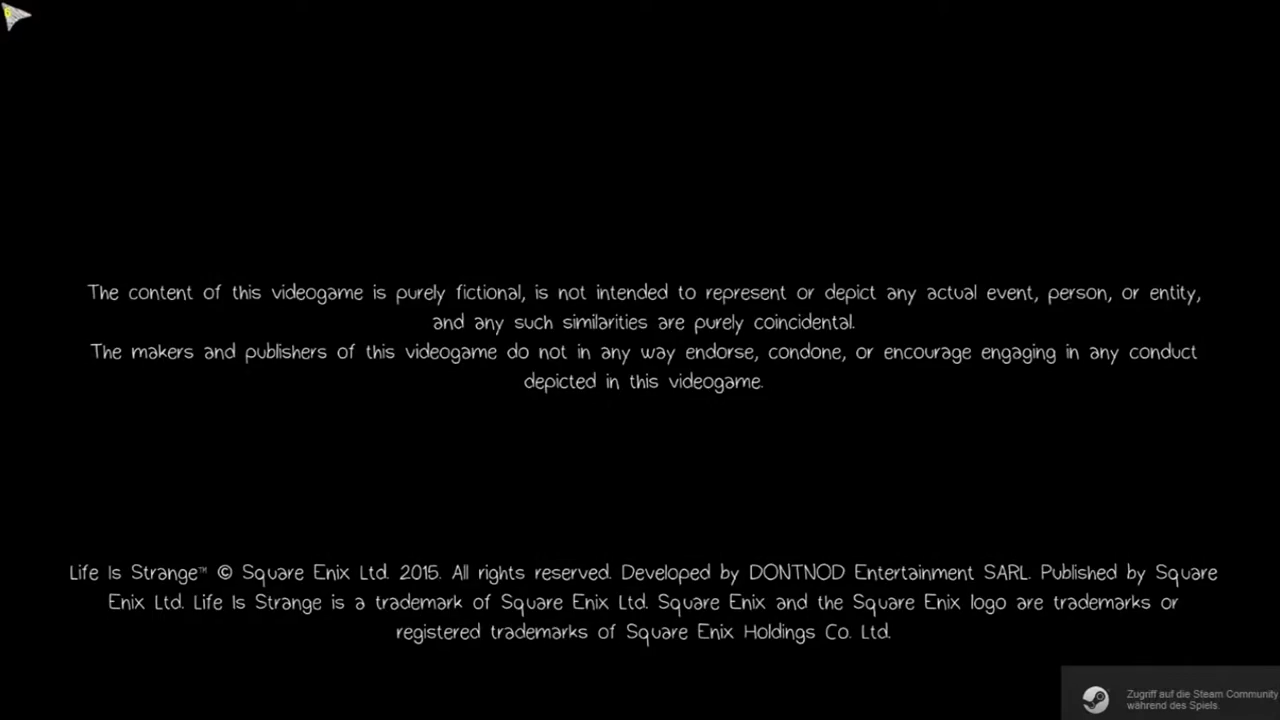 The content of this videogame is purely fictional, is not intended to represent or depict any actual event, person, or entity,
and any such similarities are purely coincidental.
The makers and publishers of this videogame do not in any way endorse, condone, or encourage engaging in any conduct
depicted in this videogame.
Life Is Strange™ © Square Enix Ltd. 2015. All rights reserved. Developed by DONTNOD Entertainment SARL. Published by Square
Enix Ltd. Life Is Strange is a trademark of Square Enix Ltd. Square Enix and the Square Enix logo are trademarks or
registered trademarks of Square Enix Holdings Co. Ltd.
Zugriff auf die Steam Community
während des Spiels.